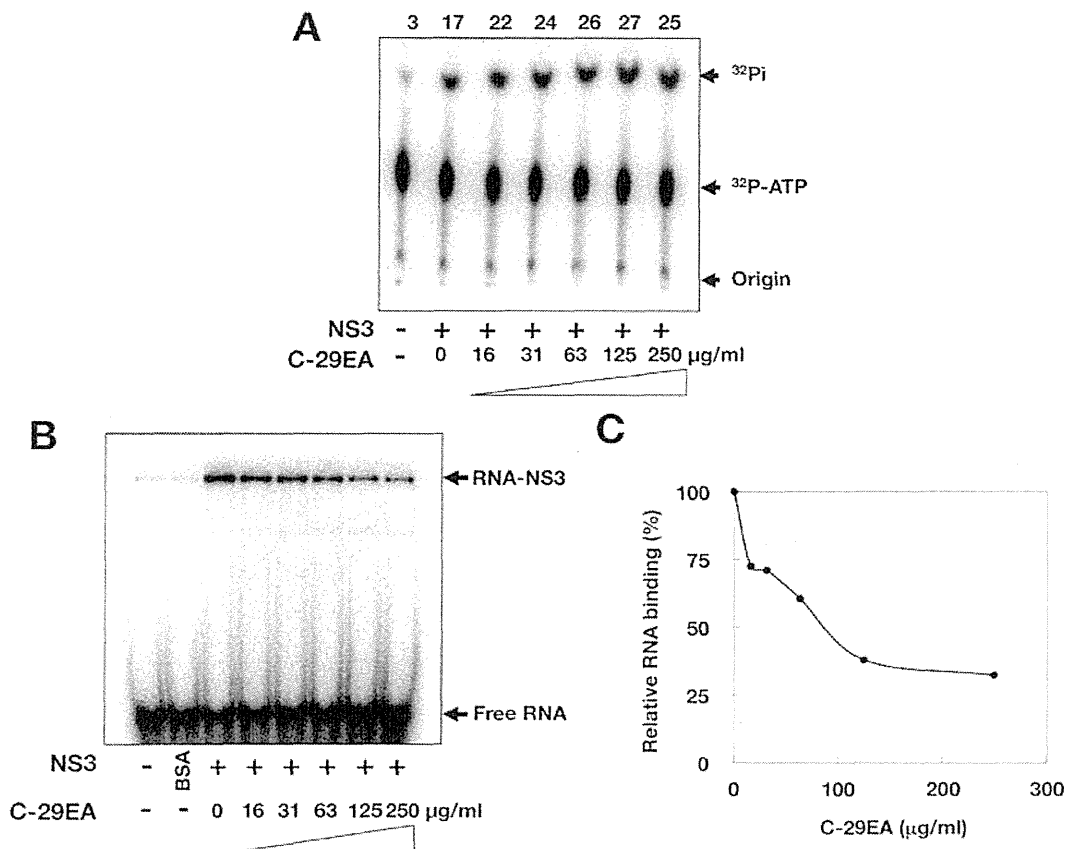 A
3 17 22 24 26 27 25
³²Pi
³²P-ATP
Origin
NS3 - + + + + + +
C-29EA - 0 16 31 63 125 250 µg/ml
B
RNA-NS3
Free RNA
NS3 - BSA + + + + + +
C-29EA - - 0 16 31 63 125 250 µg/ml
C
Relative RNA binding (%)
100
75
50
25
0
0 100 200 300
C-29EA (µg/ml)